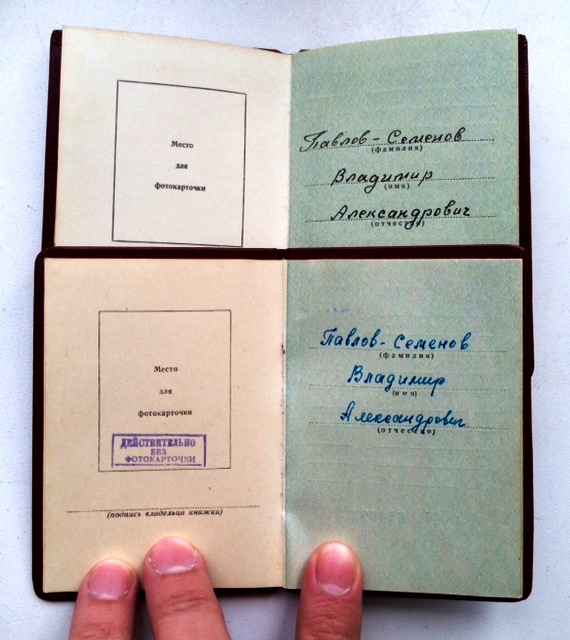 Место
для
фотокарточки
Павлов-Семенов
(фамилия)
Владимир
(имя)
Александрович
(отчество)
Место
для
фотокарточки
ДЕЙСТВИТЕЛЬНО
БЕЗ
ФОТОКАРТОЧКИ
(подпись владельца книжки)
Павлов-Семенов
(фамилия)
Владимир
(имя)
Александрович
(отчество)